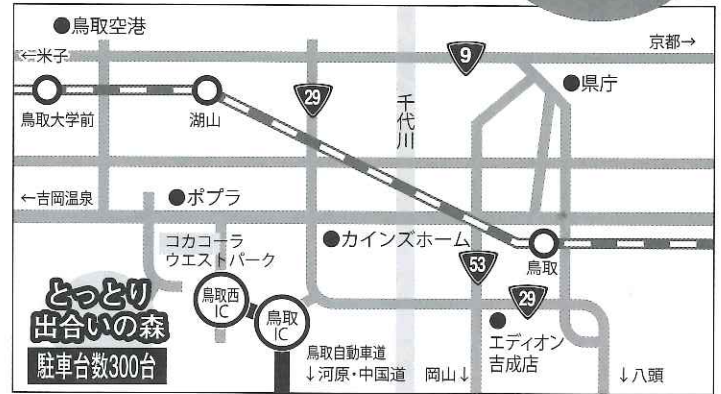 ●鳥取空港
←米子
京都→
9
●県庁
29
鳥取大学前
湖山
千代川
←吉岡温泉
●ポプラ
コカコーラ
ウエストパーク
●カインズホーム
53
鳥取
29
とっとり
出合いの森
駐車台数300台
鳥取西
IC
鳥取
IC
鳥取自動車道
↓河原・中国道
岡山↓
●
エディオン
吉成店
↓八頭